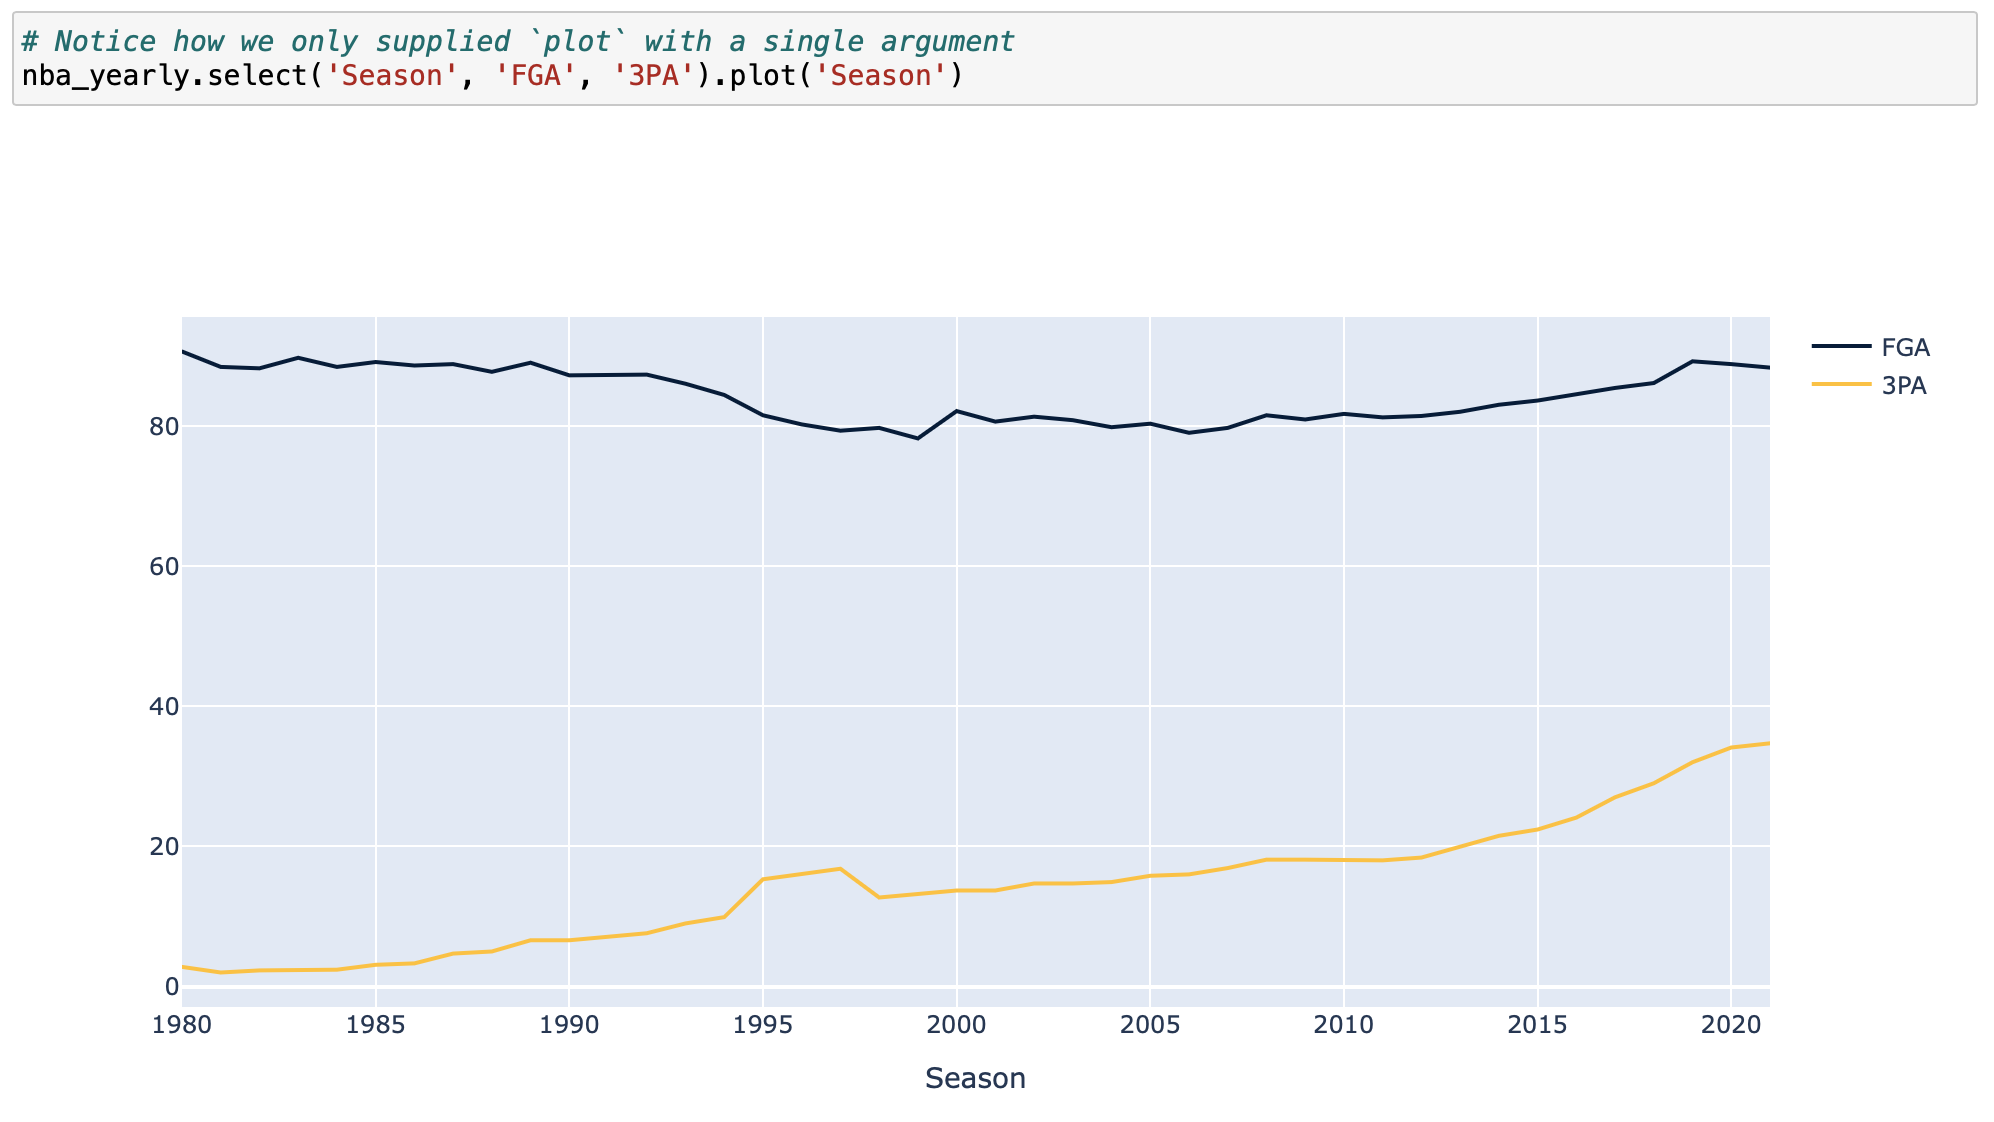 # Notice how we only supplied `plot` with a single argument
nba_yearly.select('Season', 'FGA', '3PA').plot('Season')
FGA
3PA
80
60
40
20
0
1980 1985 1990 1995 2000 2005 2010 2015 2020
Season